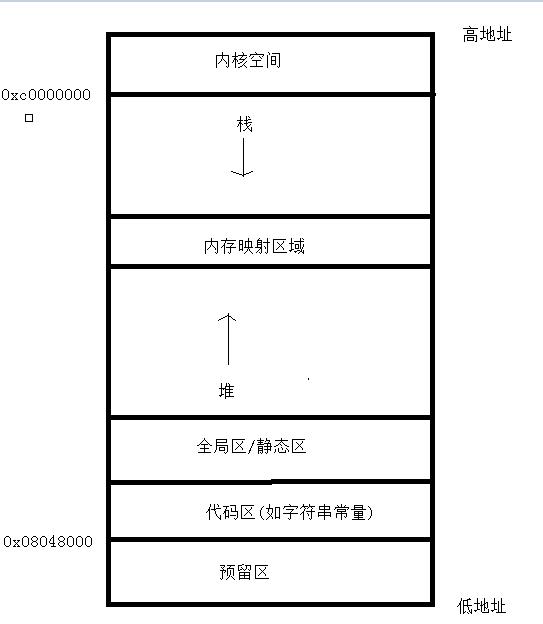 高地址
内核空间
0xc0000000
栈
内存映射区域
堆
全局区/静态区
代码区(如字符串常量)
0x08048000
预留区
低地址